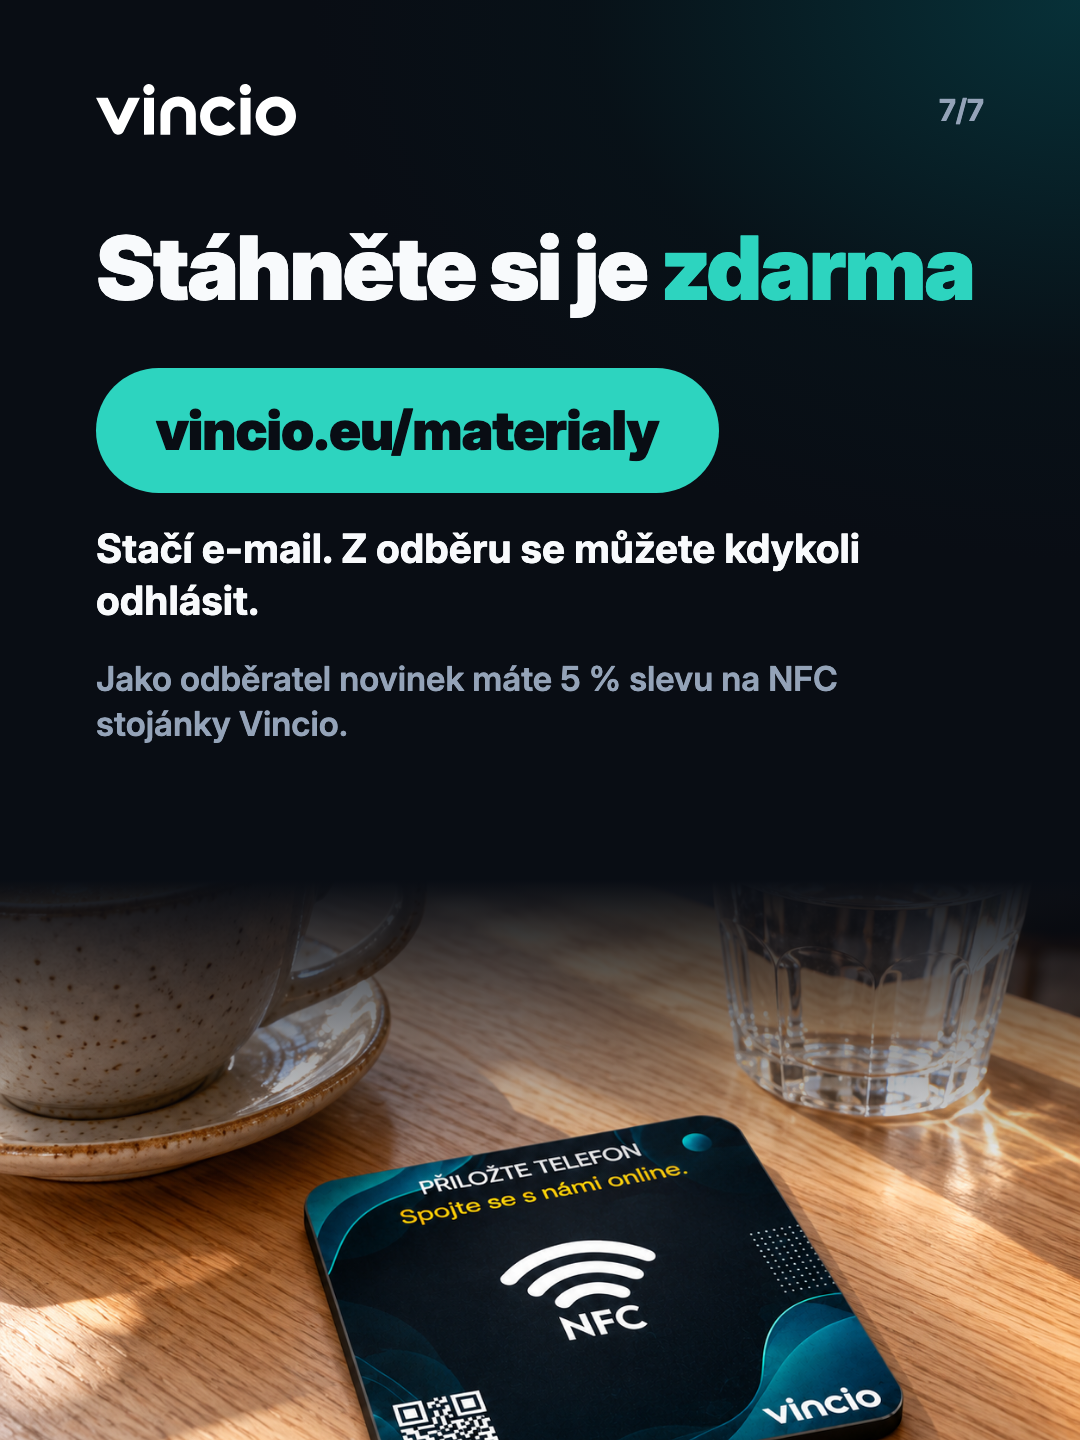 vincio
7/7
Stáhněte si je zdarma
vincio.eu/materialy
Stačí e-mail. Z odběru se můžete kdykoli
odhlásit.
Jako odběratel novinek máte 5 % slevu na NFC
stojánky Vincio.
PŘILOŽTE TELEFON
Spojte se s námi online.
NFC
vincio